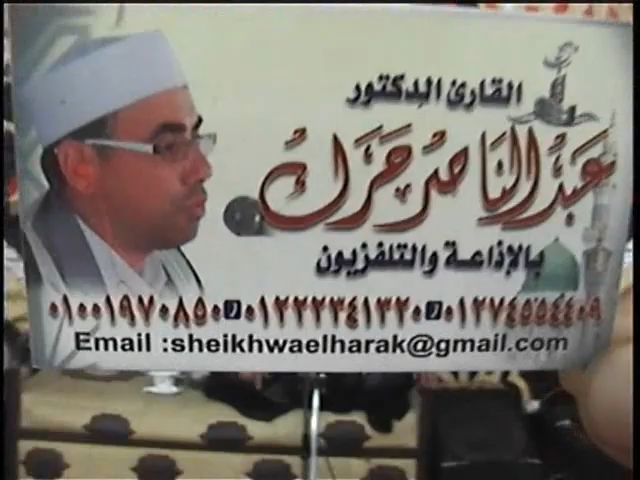 القارئ الدكتور
عبد الناصر حرك
بالإذاعة والتلفزيون
٠١٠٠١٩٧٠٨٥٠ و ٠١٢٢٢٣٤١٣٢٠ و ٠١٢٧٤٥٥٤٤٠٩
Email :sheikhwaelharak@gmail.com